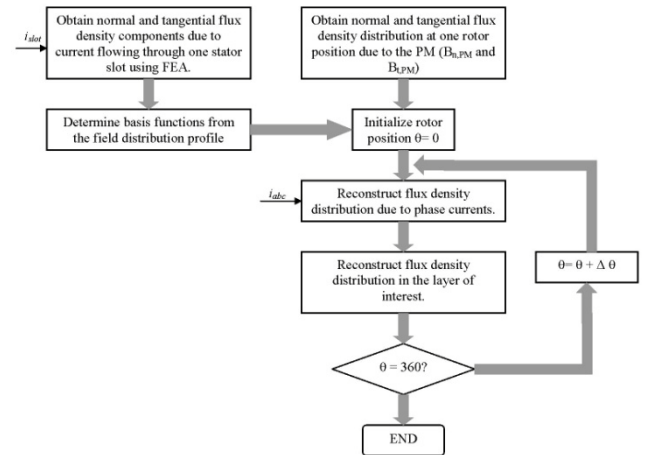 Obtain normal and tangential flux
density components due to
current flowing through one stator
slot using FEA.
i_slot
Obtain normal and tangential flux
density distribution at one rotor
position due to the PM (B_n,PM and
B_t,PM)
Determine basis functions from
the field distribution profile
Initialize rotor
position θ= 0
i_abc
Reconstruct flux density
distribution due to phase currents.
Reconstruct flux density
distribution in the layer of
interest.
θ= θ + Δ θ
θ = 360?
END